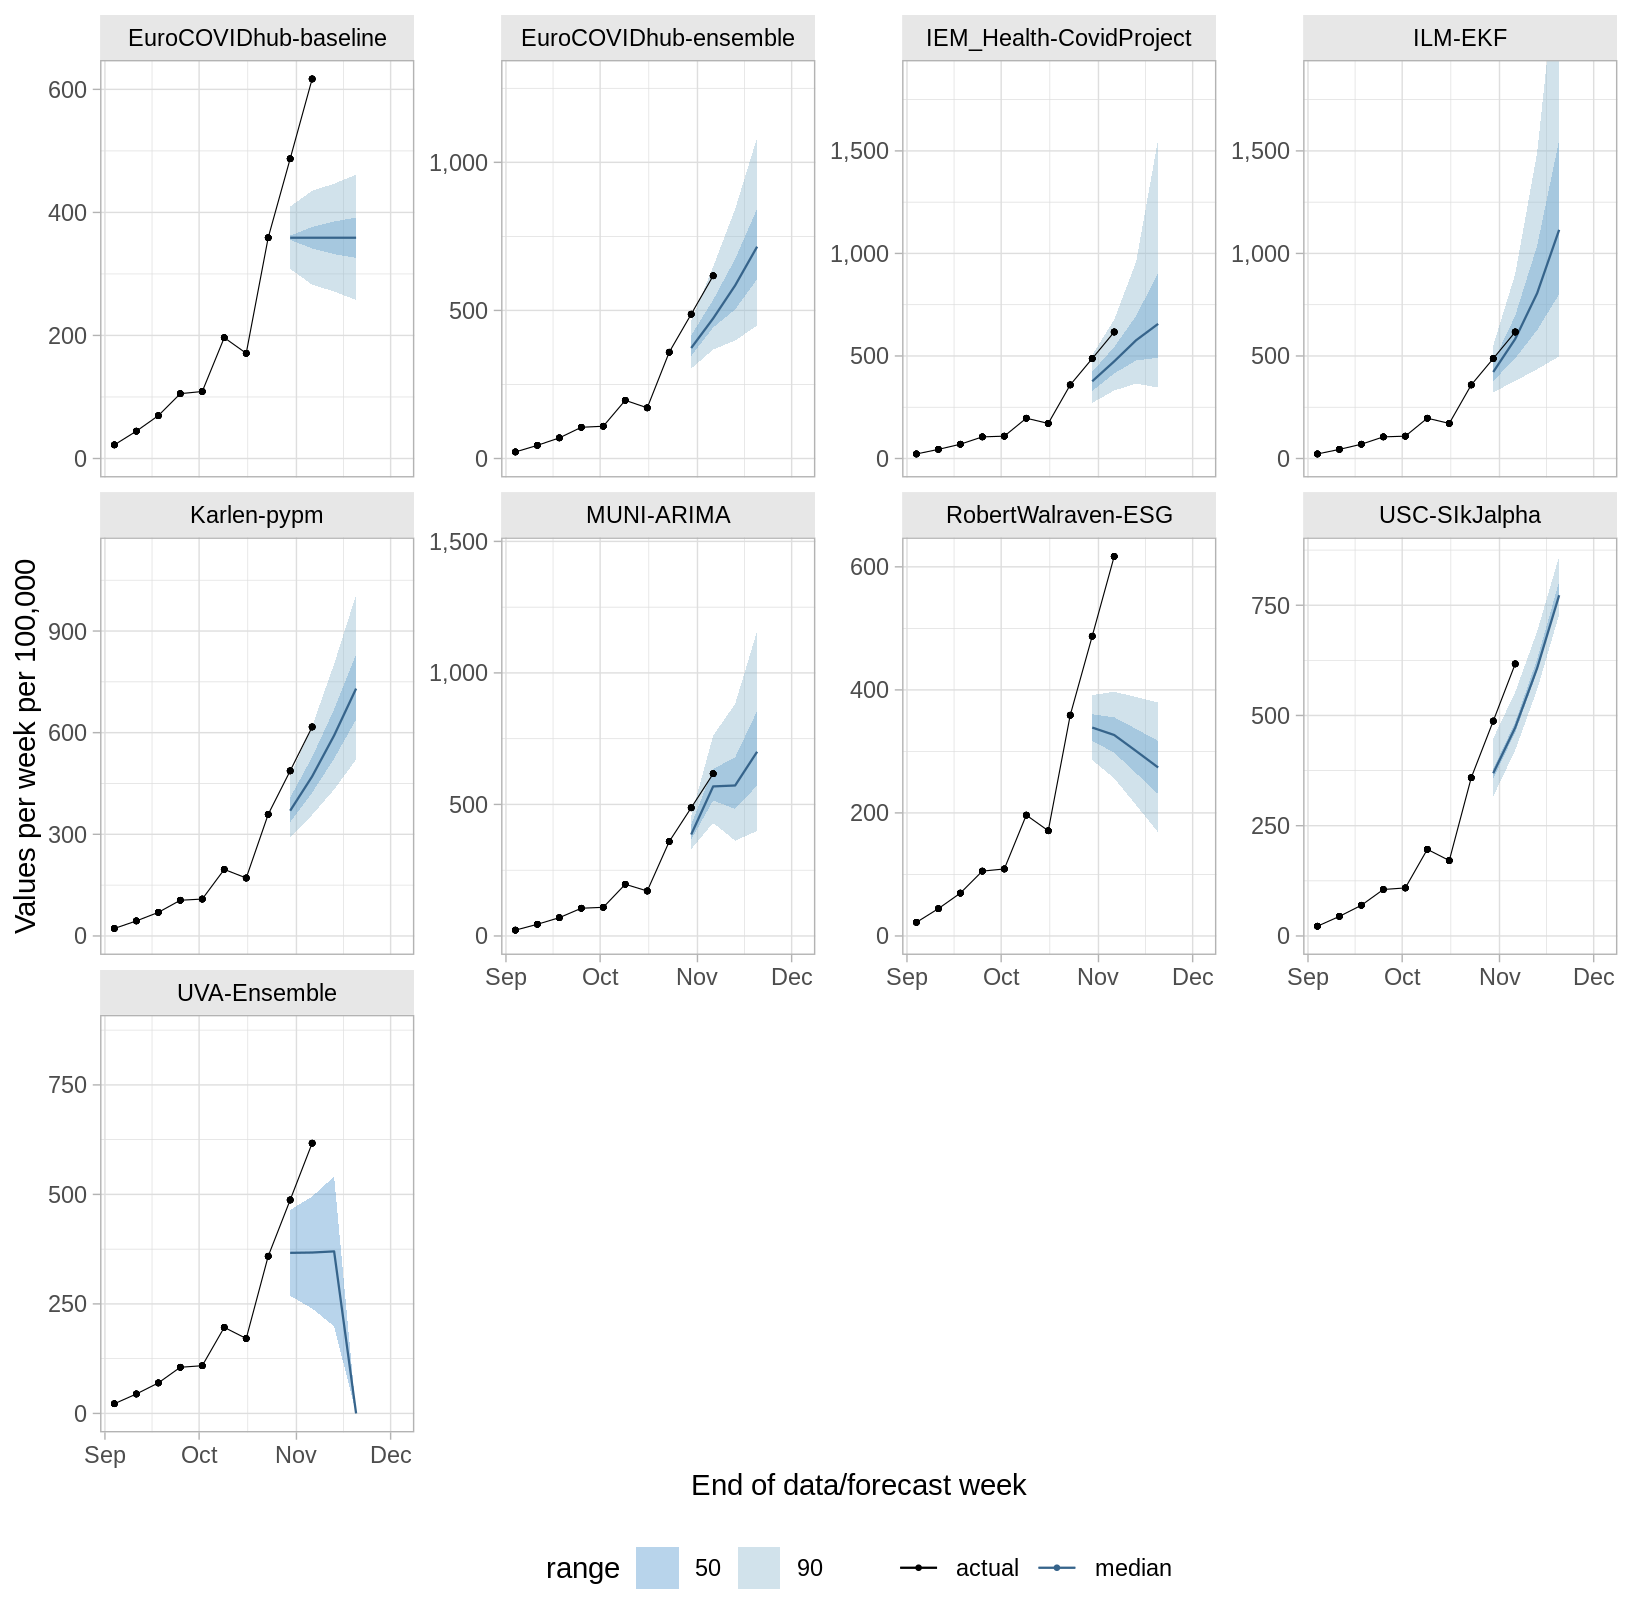 EuroCOVIDhub-baseline
EuroCOVIDhub-ensemble
IEM_Health-CovidProject
ILM-EKF
600
400
200
0
1,000
500
0
1,500
1,000
500
0
1,500
1,000
500
0
Karlen-pypm
MUNI-ARIMA
RobertWalraven-ESG
USC-SIkJalpha
Values per week per 100,000
900
600
300
0
1,500
1,000
500
0
Sep Oct Nov Dec
600
400
200
0
Sep Oct Nov Dec
750
500
250
0
Sep Oct Nov Dec
UVA-Ensemble
750
500
250
0
Sep Oct Nov Dec
End of data/forecast week
range 50 90 actual median